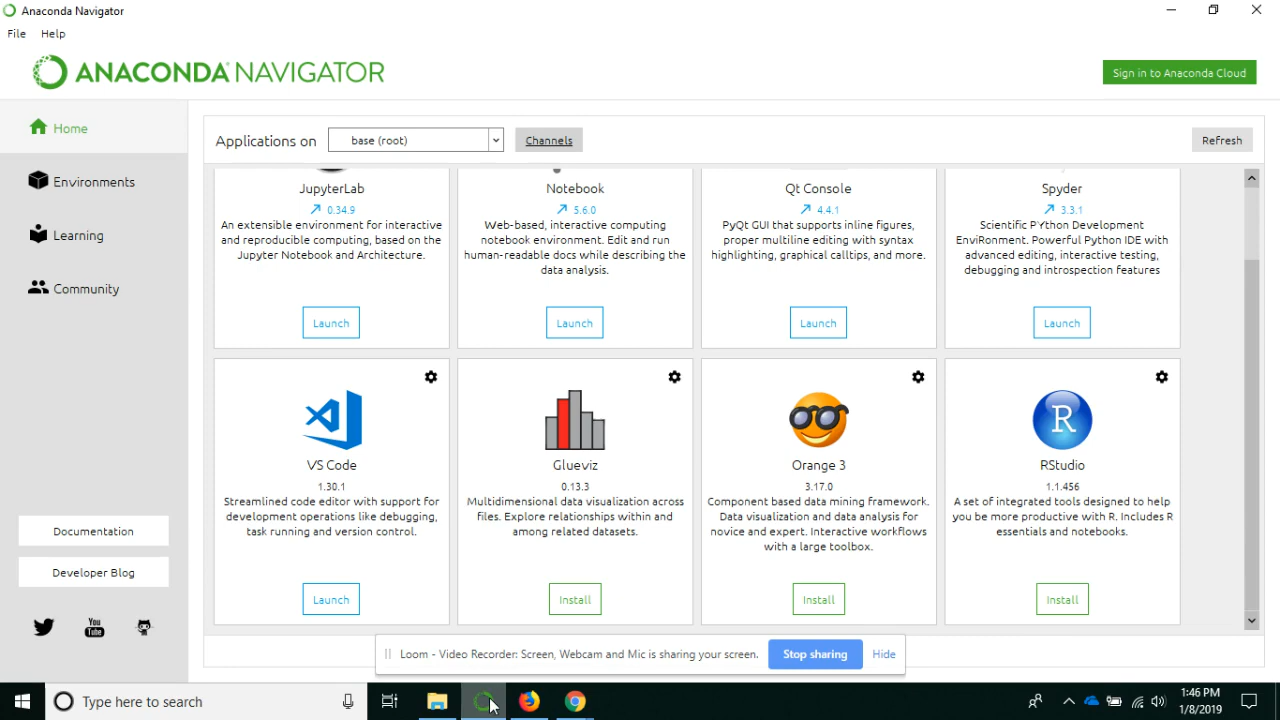 Anaconda Navigator
File Help
ANACONDA NAVIGATOR
Sign in to Anaconda Cloud
Home
Environments
Learning
Community
Documentation
Developer Blog
You
Tube
Applications on
base (root)
Channels
Refresh
JupyterLab
0.34.9
An extensible environment for interactive
and reproducible computing, based on the
Jupyter Notebook and Architecture.
Launch
Notebook
5.6.0
Web-based, interactive computing
notebook environment. Edit and run
human-readable docs while describing the
data analysis.
Launch
Qt Console
4.4.1
PyQt GUI that supports inline figures,
proper multiline editing with syntax
highlighting, graphical calltips, and more.
Launch
Spyder
3.3.1
Scientific PYthon Development
EnviRonment. Powerful Python IDE with
advanced editing, interactive testing,
debugging and introspection features
Launch
VS Code
1.30.1
Streamlined code editor with support for
development operations like debugging,
task running and version control.
Launch
Glueviz
0.13.3
Multidimensional data visualization across
files. Explore relationships within and
among related datasets.
Install
Orange 3
3.17.0
Component based data mining framework.
Data visualization and data analysis for
novice and expert. Interactive workflows
with a large toolbox.
Install
R
RStudio
1.1.456
A set of integrated tools designed to help
you be more productive with R. Includes R
essentials and notebooks.
Install
Loom - Video Recorder: Screen, Webcam and Mic is sharing your screen.
Stop sharing
Hide
Type here to search
1:46 PM
1/8/2019